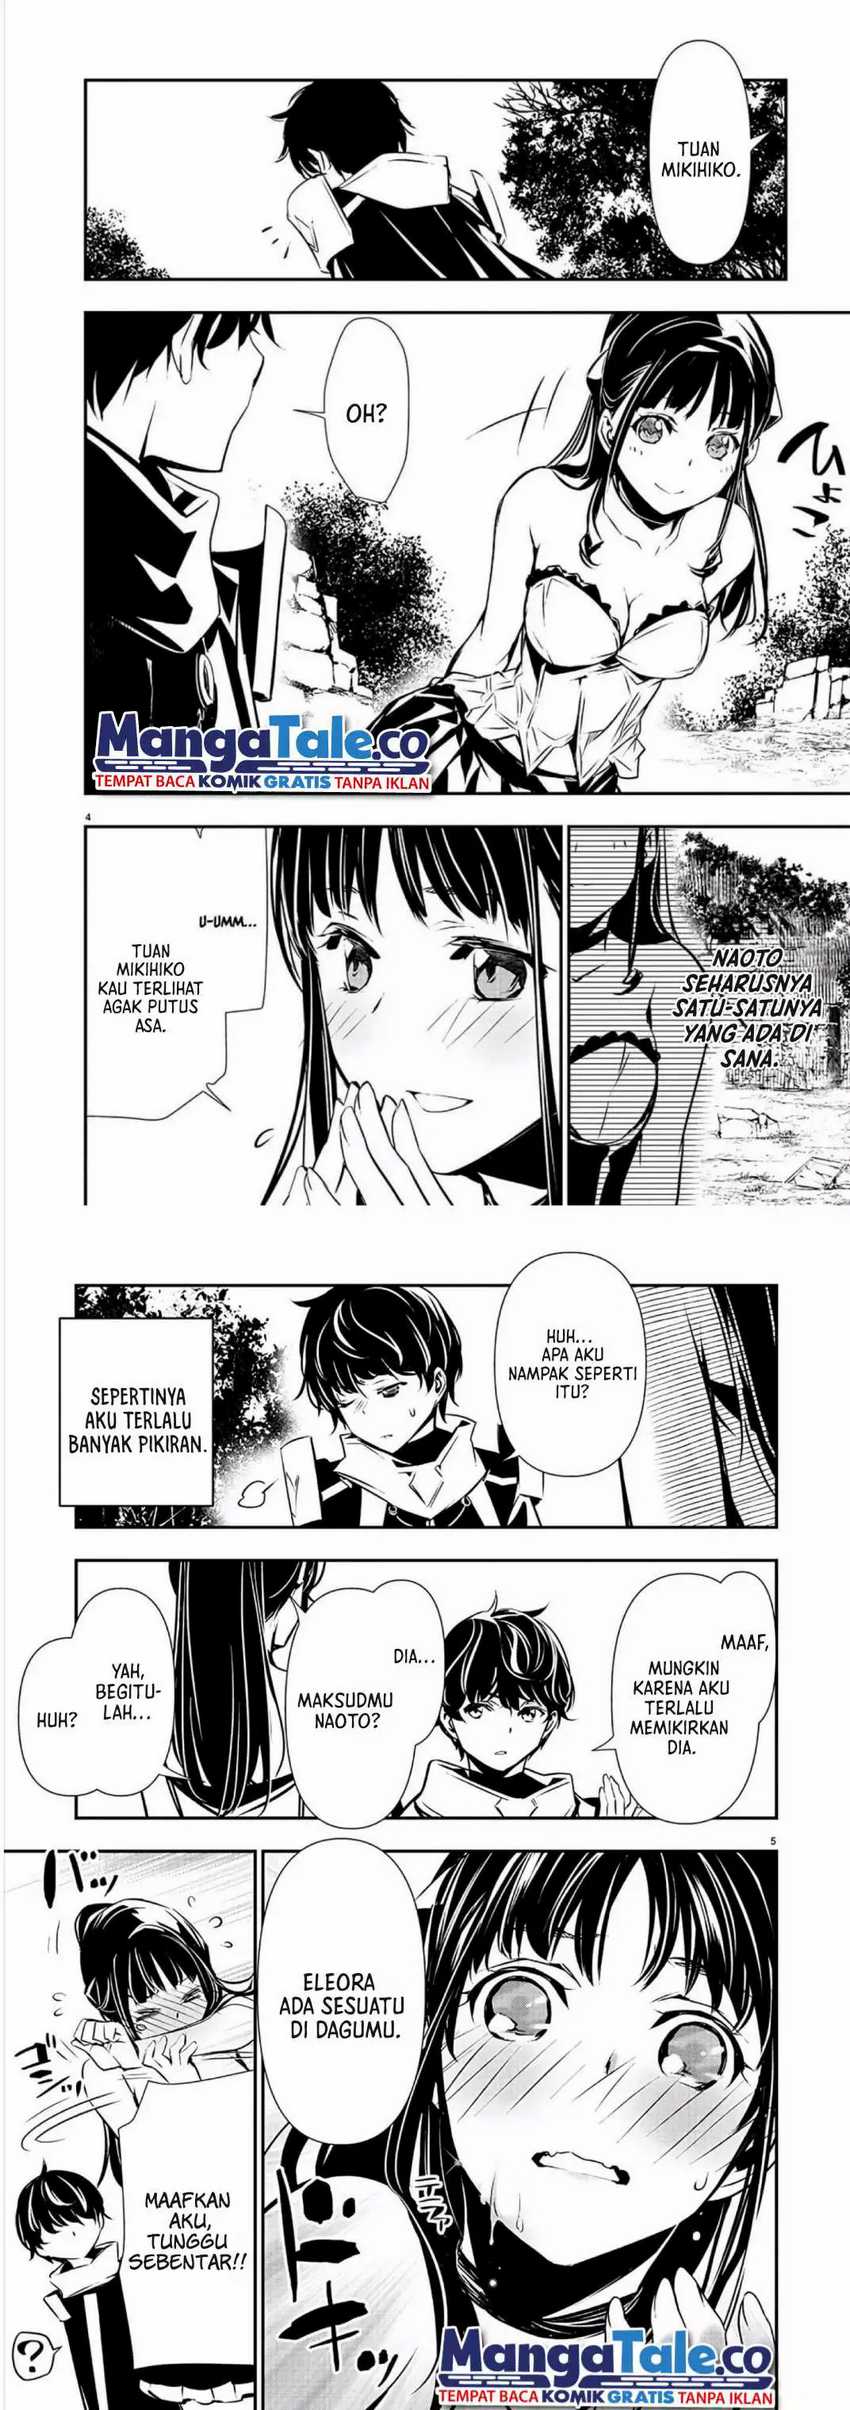 TUAN
MIKIHIKO.
OH?
ひょこ
MangaTale.co
TEMPAT BACA KOMIK GRATIS TANPA IKLAN
4
NAOTO
SEHARUSNYA
SATU-SATUNYA
YANG ADA DI
SANA.
U-UMM...
TUAN
MIKIHIKO
KAU TERLIHAT
AGAK PUTUS
ASA.
HUH...
APA AKU
NAMPAK SEPERTI
ITU?
SEPERTINYA
AKU TERLALU
BANYAK PIKIRAN.
MAAF,
MUNGKIN
KARENA AKU
TERLALU
MEMIKIRKAN
DIA.
DIA...
MAKSUDMU
NAOTO?
YAH,
BEGITU-
LAH...
HUH?
5
ELEORA
ADA SESUATU
DI DAGUMU.
MAAFKAN
AKU,
TUNGGU
SEBENTAR!!
?
MangaTale.co
TEMPAT BACA KOMIK GRATIS TANPA IKLAN